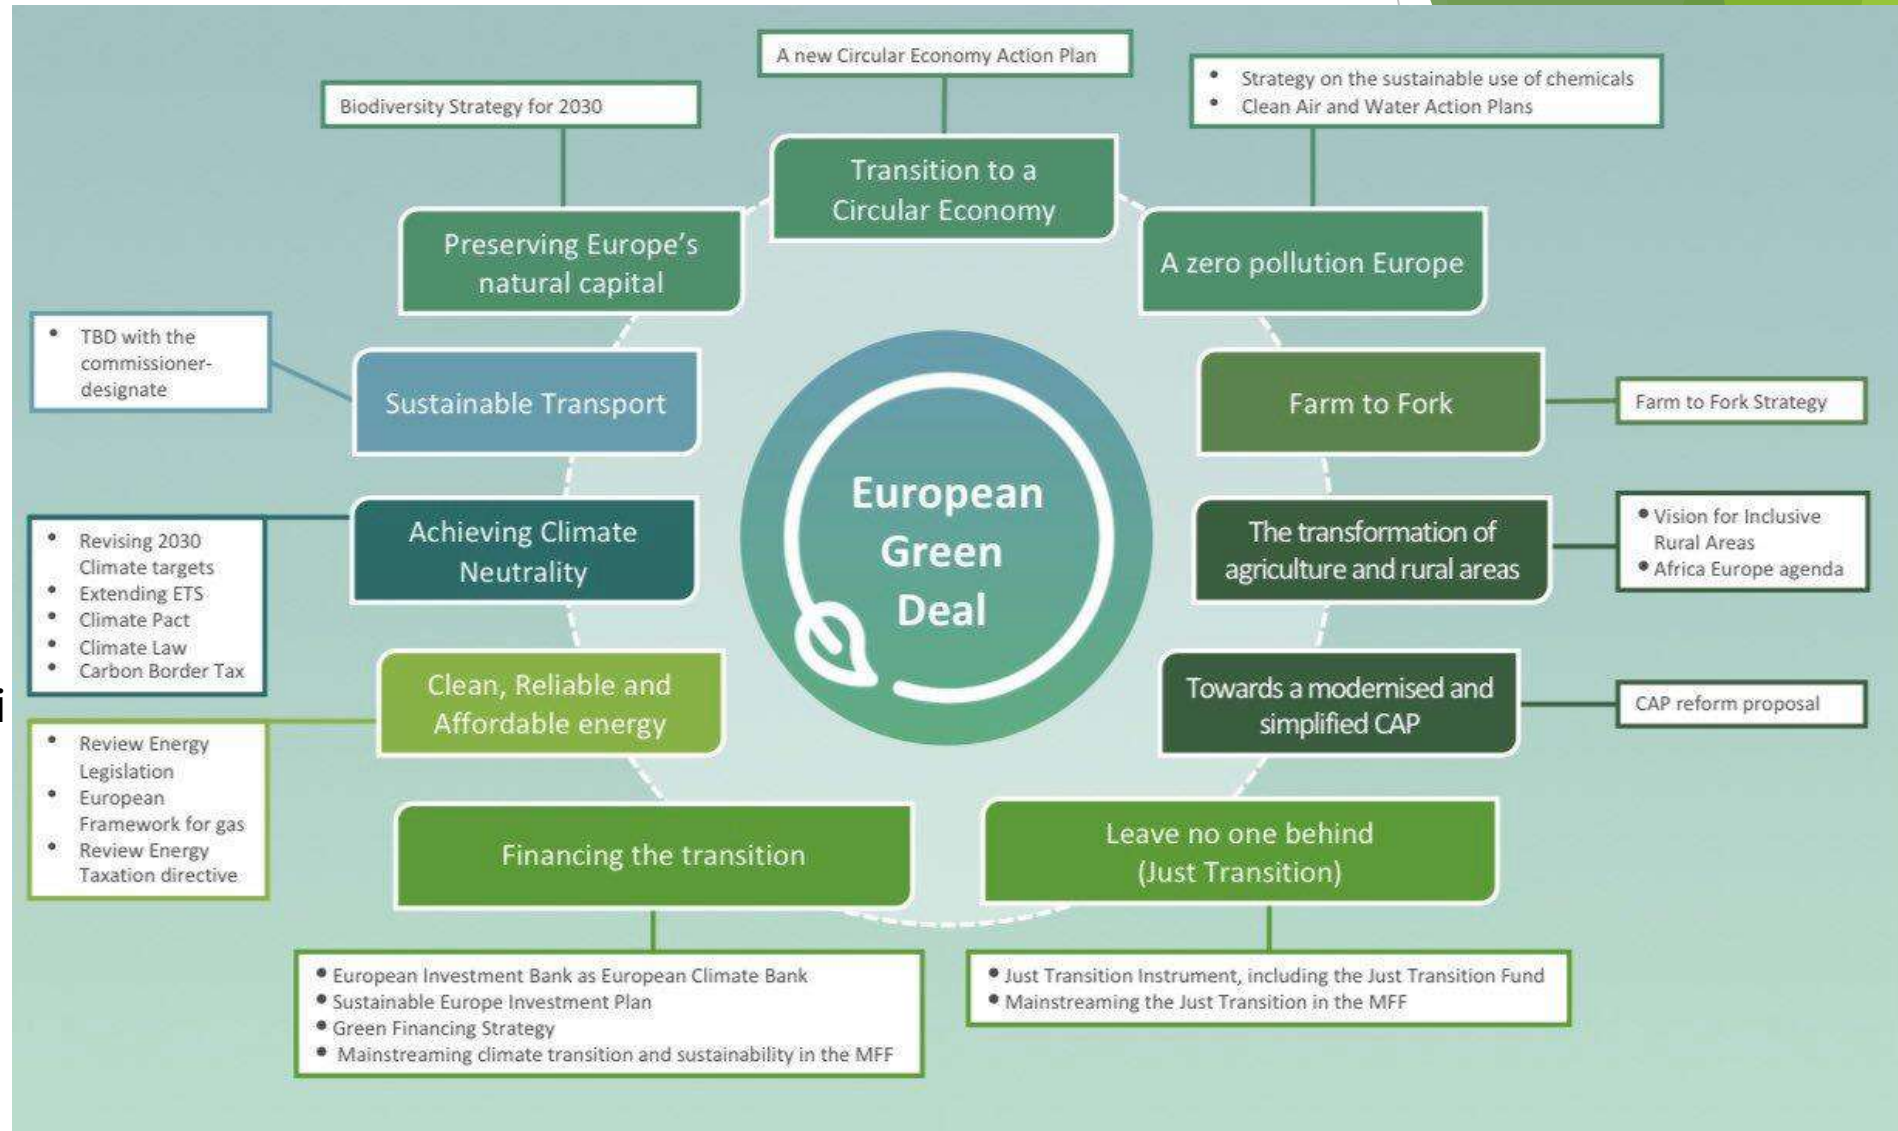 A new Circular Economy Action Plan
Biodiversity Strategy for 2030
• Strategy on the sustainable use of chemicals
• Clean Air and Water Action Plans
Transition to a
Circular Economy
Preserving Europe's
natural capital
A zero pollution Europe
• TBD with the
commissioner-
designate
Sustainable Transport
Farm to Fork
Farm to Fork Strategy
European
Green
Deal
Achieving Climate
Neutrality
• Revising 2030
Climate targets
• Extending ETS
• Climate Pact
• Climate Law
• Carbon Border Tax
The transformation of
agriculture and rural areas
• Vision for Inclusive
Rural Areas
• Africa Europe agenda
i
Clean, Reliable and
Affordable energy
• Review Energy
Legislation
• European
Framework for gas
• Review Energy
Taxation directive
Towards a modernised and
simplified CAP
CAP reform proposal
Financing the transition
Leave no one behind
(Just Transition)
• European Investment Bank as European Climate Bank
• Sustainable Europe Investment Plan
• Green Financing Strategy
• Mainstreaming climate transition and sustainability in the MFF
• Just Transition Instrument, including the Just Transition Fund
• Mainstreaming the Just Transition in the MFF